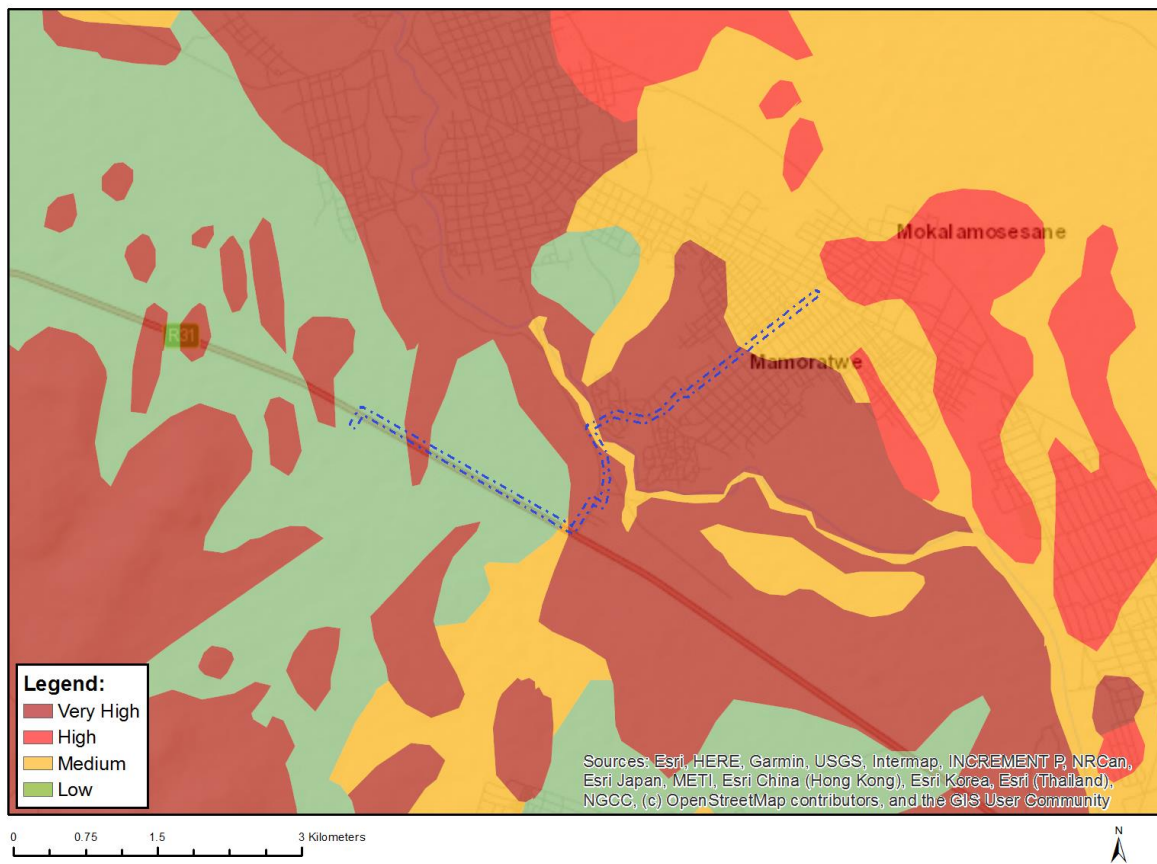 Mokalamosesane
R31
Mamoratwe
Legend:
Very High
High
Medium
Low
Sources: Esri, HERE, Garmin, USGS, Intermap, INCREMENT P, NRCan,
Esri Japan, METI, Esri China (Hong Kong), Esri Korea, Esri (Thailand),
NGCC, (c) OpenStreetMap contributors, and the GIS User Community
0 0.75 1.5 3 Kilometers
N